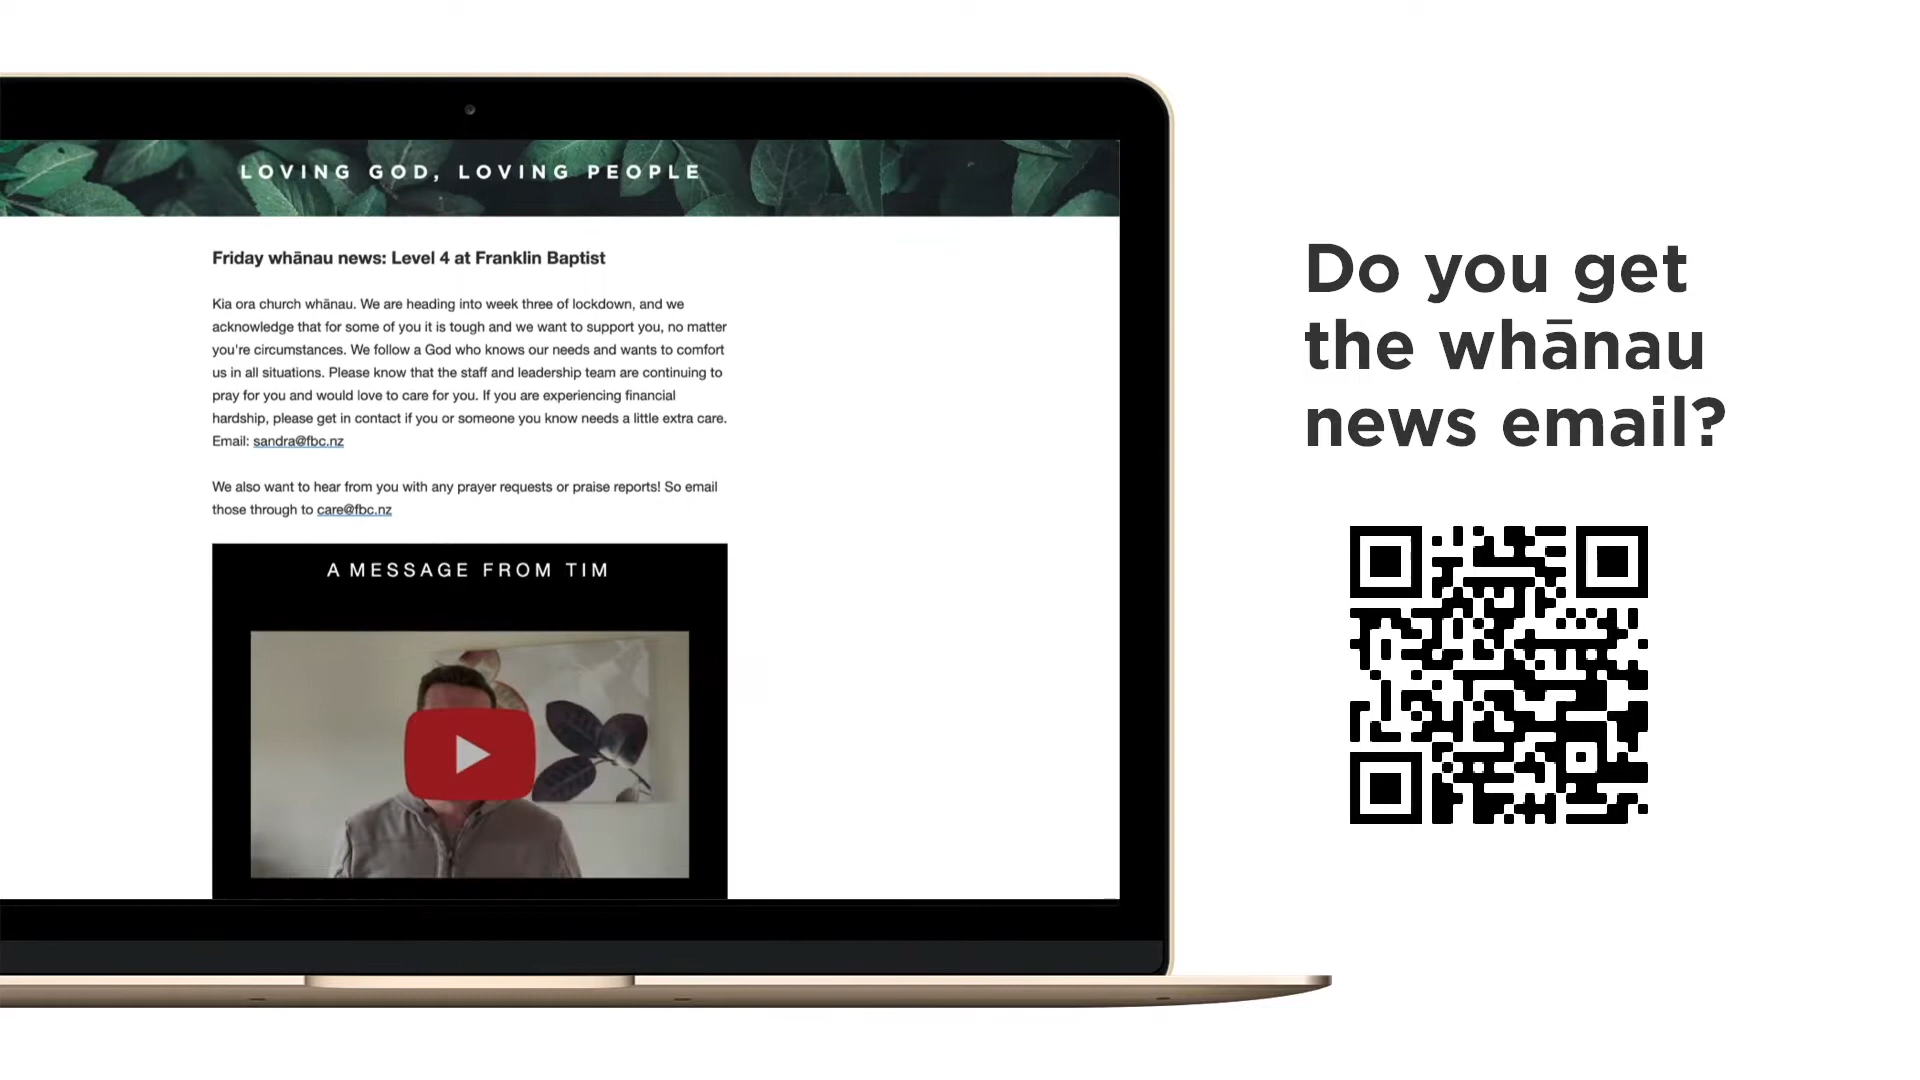 LOVING GOD, LOVING PEOPLE
Friday whānau news: Level 4 at Franklin Baptist
Kia ora church whānau. We are heading into week three of lockdown, and we
acknowledge that for some of you it is tough and we want to support you, no matter
you're circumstances. We follow a God who knows our needs and wants to comfort
us in all situations. Please know that the staff and leadership team are continuing to
pray for you and would love to care for you. If you are experiencing financial
hardship, please get in contact if you or someone you know needs a little extra care.
Email: sandra@fbc.nz
We also want to hear from you with any prayer requests or praise reports! So email
those through to care@fbc.nz
A MESSAGE FROM TIM
Do you get
the whānau
news email?